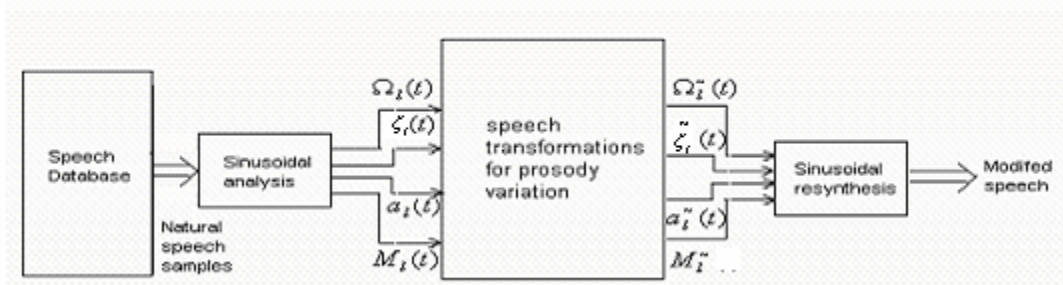 Speech
Database
Natural
speech
samples
Sinusoidal
analysis
Ω_l(t)
ζ_l(t)
a_l(t)
M_l(t)
speech
transformations
for prosody
variation
Ω̃_l(t)
ζ̃_l(t)
ã_l(t)
M̃_l ..
Sinusoidal
resynthesis
Modifed
speech